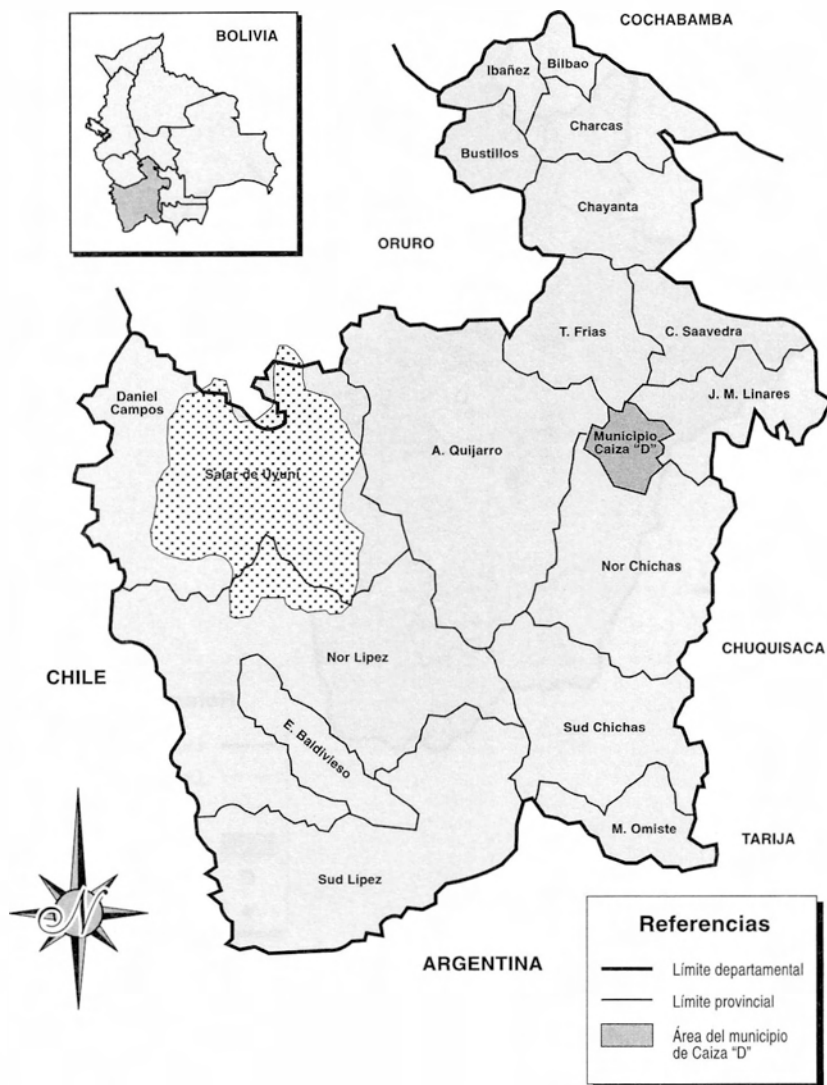 BOLIVIA
COCHABAMBA
Ibañez
Bilbao
Charcas
Bustillos
Chayanta
ORURO
T. Frias
C. Saavedra
Daniel
Campos
J. M. Linares
Municipio
Caiza "D"
A. Quijarro
Salar de Uyuni
Nor Chichas
CHUQUISACA
Nor Lipez
CHILE
Sud Chichas
E. Baldivieso
M. Omiste
TARIJA
Sud Lipez
N
ARGENTINA
Referencias
Límite departamental
Límite provincial
Área del municipio
de Caiza "D"